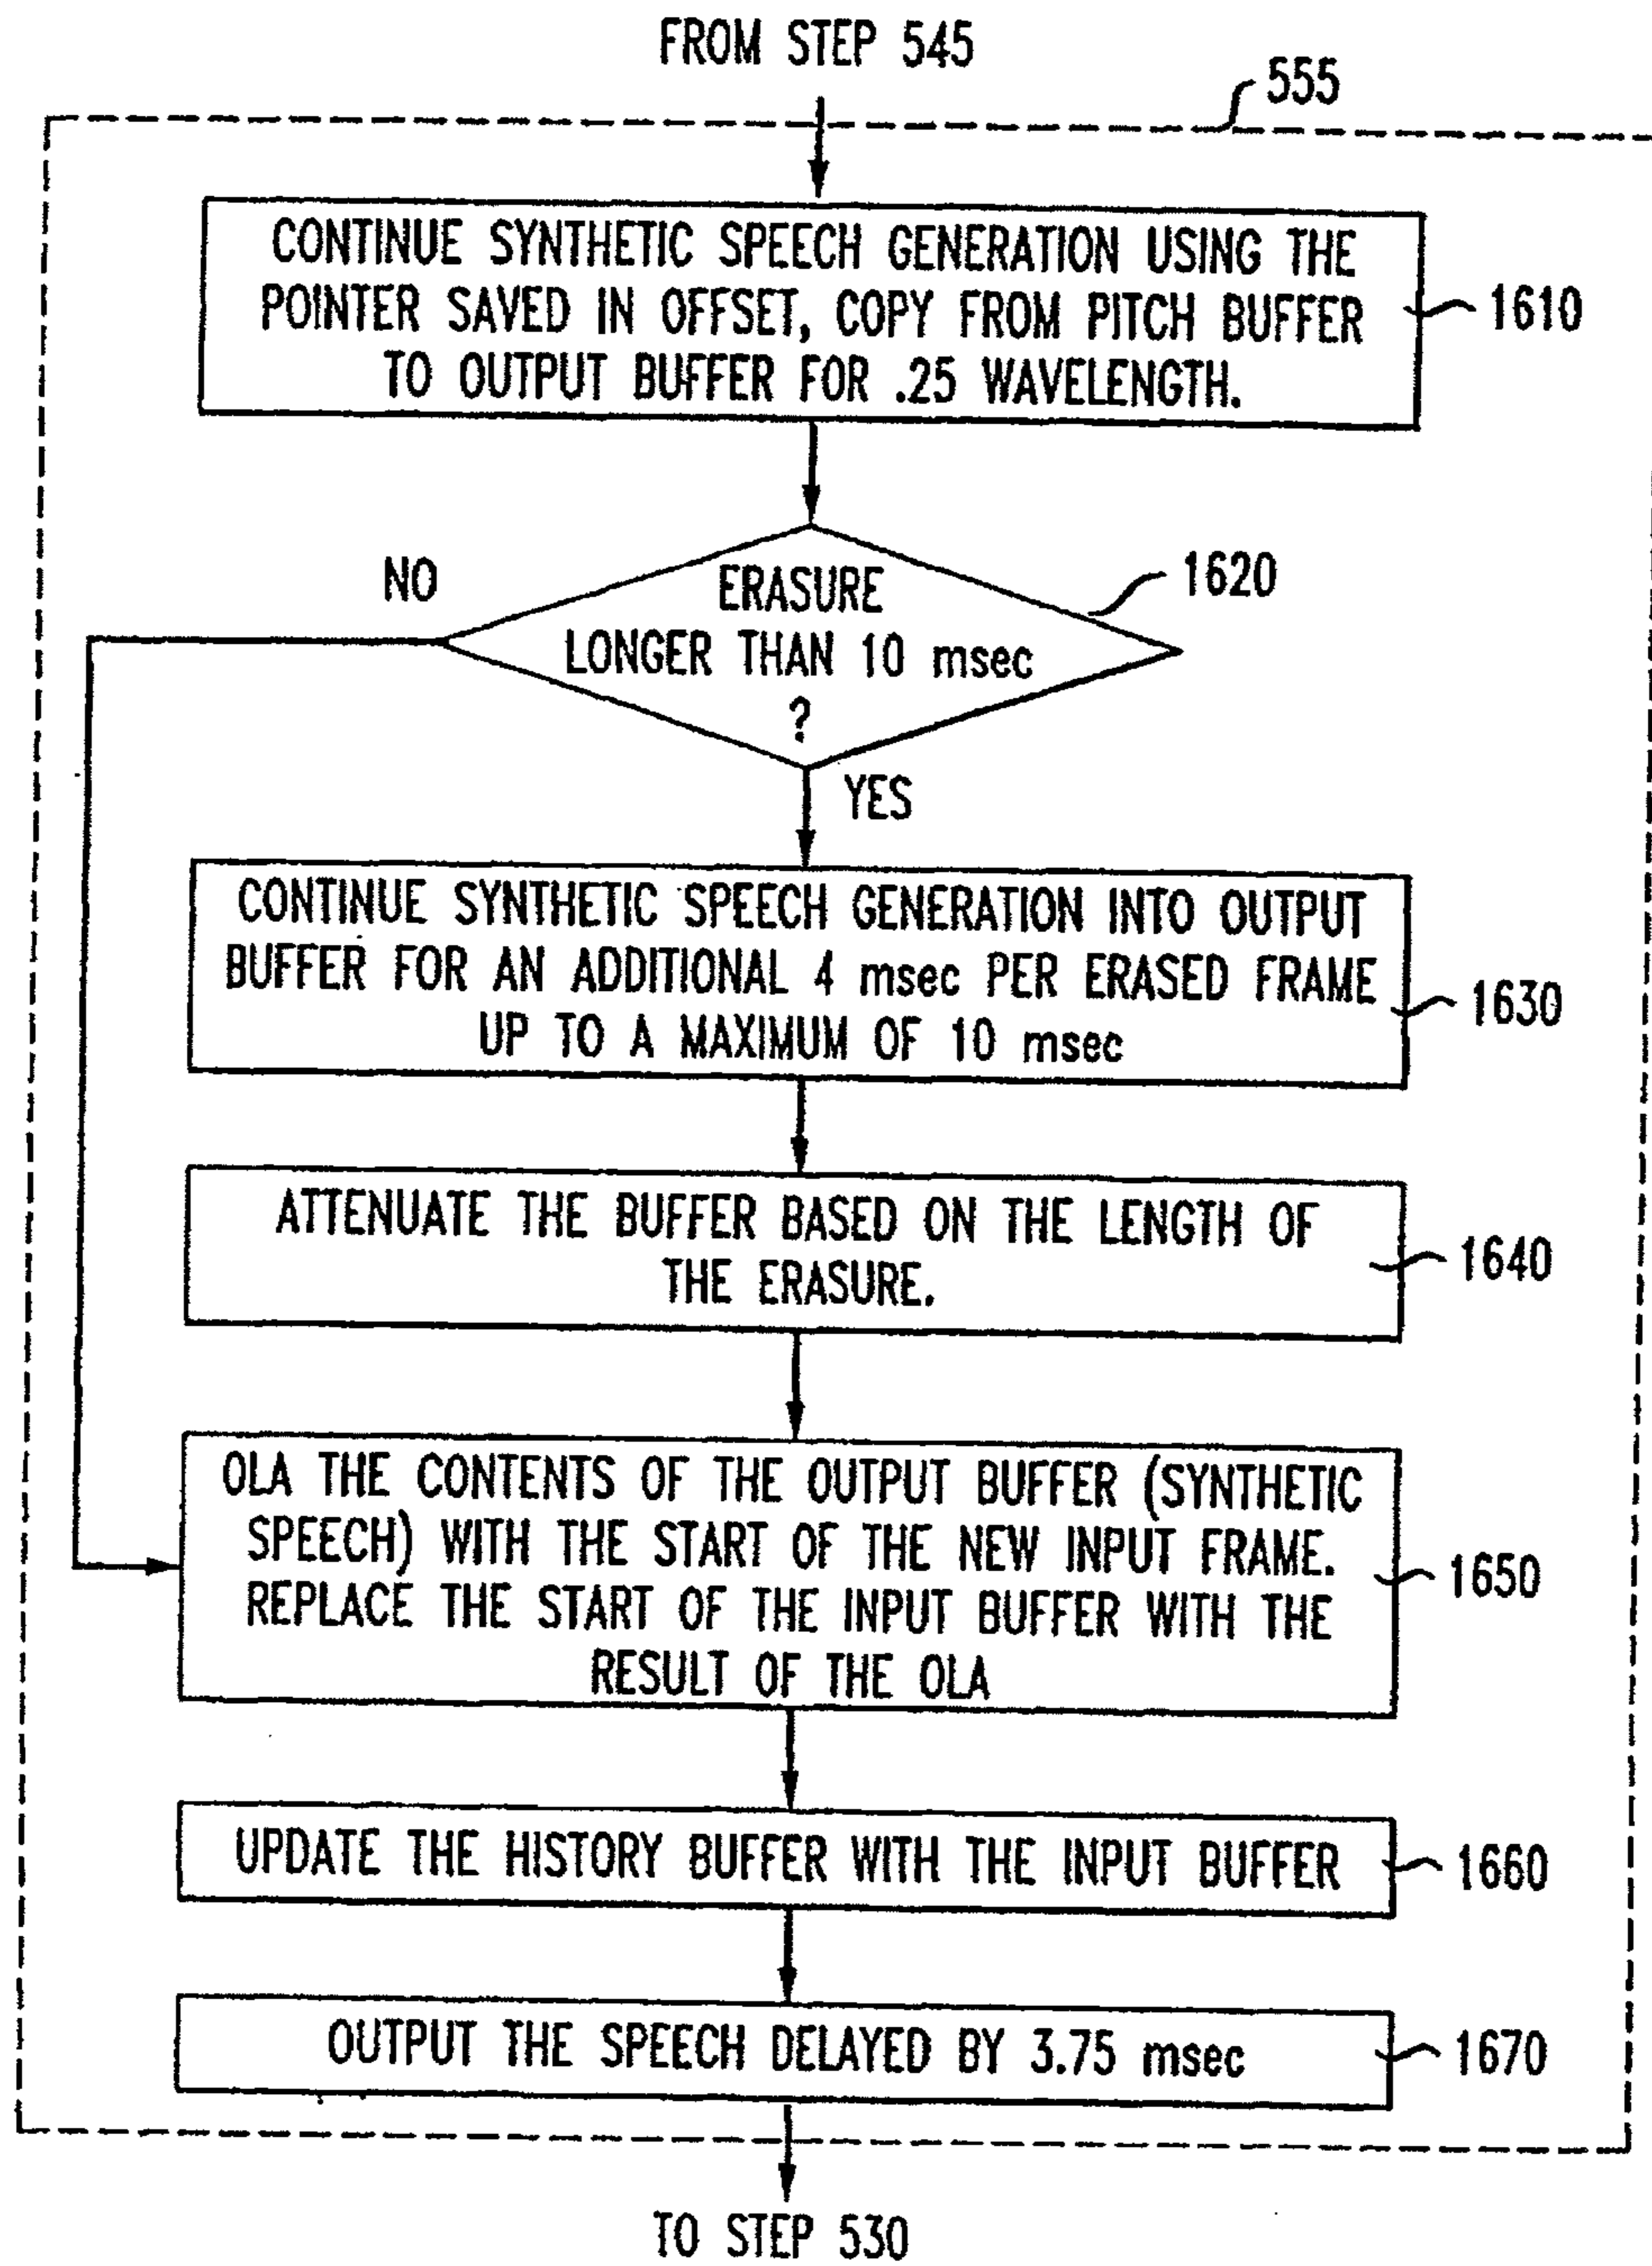 FROM STEP 545
555
CONTINUE SYNTHETIC SPEECH GENERATION USING THE
POINTER SAVED IN OFFSET, COPY FROM PITCH BUFFER
TO OUTPUT BUFFER FOR .25 WAVELENGTH.
1610
NO
ERASURE
LONGER THAN 10 msec
?
1620
YES
CONTINUE SYNTHETIC SPEECH GENERATION INTO OUTPUT
BUFFER FOR AN ADDITIONAL 4 msec PER ERASED FRAME
UP TO A MAXIMUM OF 10 msec
1630
ATTENUATE THE BUFFER BASED ON THE LENGTH OF
THE ERASURE.
1640
OLA THE CONTENTS OF THE OUTPUT BUFFER (SYNTHETIC
SPEECH) WITH THE START OF THE NEW INPUT FRAME.
REPLACE THE START OF THE INPUT BUFFER WITH THE
RESULT OF THE OLA
1650
UPDATE THE HISTORY BUFFER WITH THE INPUT BUFFER
1660
OUTPUT THE SPEECH DELAYED BY 3.75 msec
1670
TO STEP 530